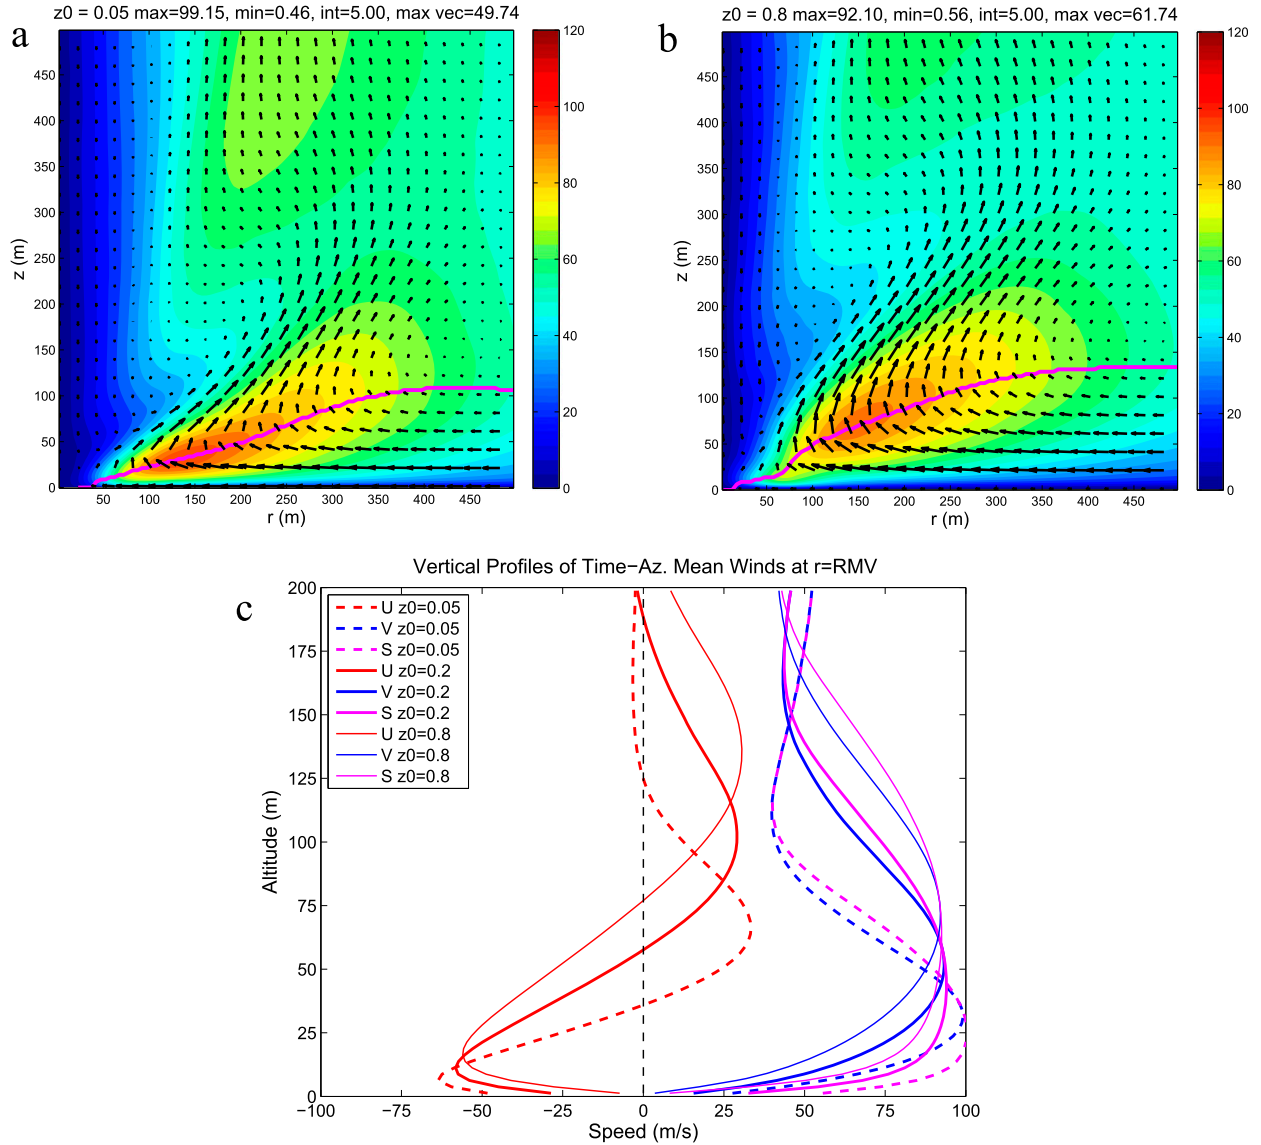 a
z0 = 0.05 max=99.15, min=0.46, int=5.00, max vec=49.74
z (m)
500
450
400
350
300
250
200
150
100
50
0
50 100 150 200 250 300 350 400 450
r (m)
120
100
80
60
40
20
0
b
z0 = 0.8 max=92.10, min=0.56, int=5.00, max vec=61.74
z (m)
450
400
350
300
250
200
150
100
50
0
50 100 150 200 250 300 350 400 450
r (m)
120
100
80
60
40
20
0
c
Vertical Profiles of Time−Az. Mean Winds at r=RMV
Altitude (m)
200
175
150
125
100
75
50
25
0
−100 −75 −50 −25 0 25 50 75 100
Speed (m/s)
U z0=0.05
V z0=0.05
S z0=0.05
U z0=0.2
V z0=0.2
S z0=0.2
U z0=0.8
V z0=0.8
S z0=0.8